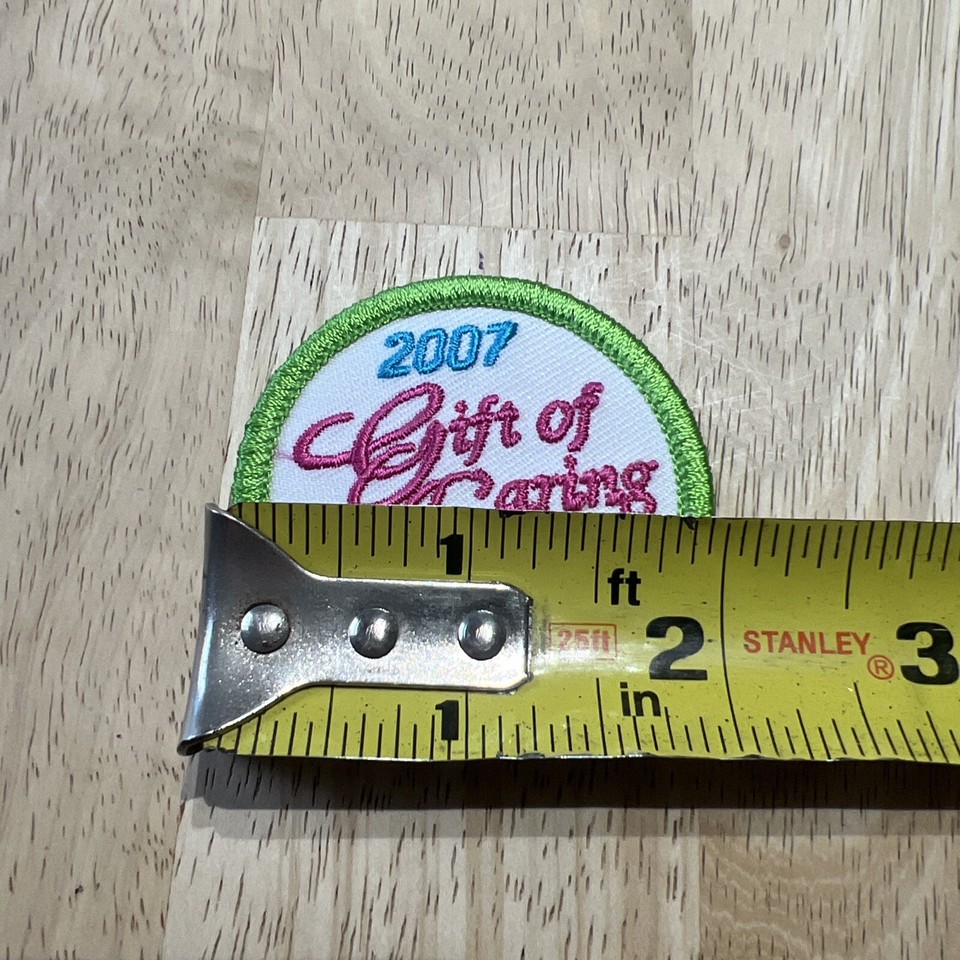 2007
Gift of
Caring
1
ft
25ft
2
STANLEY®
3
in
1